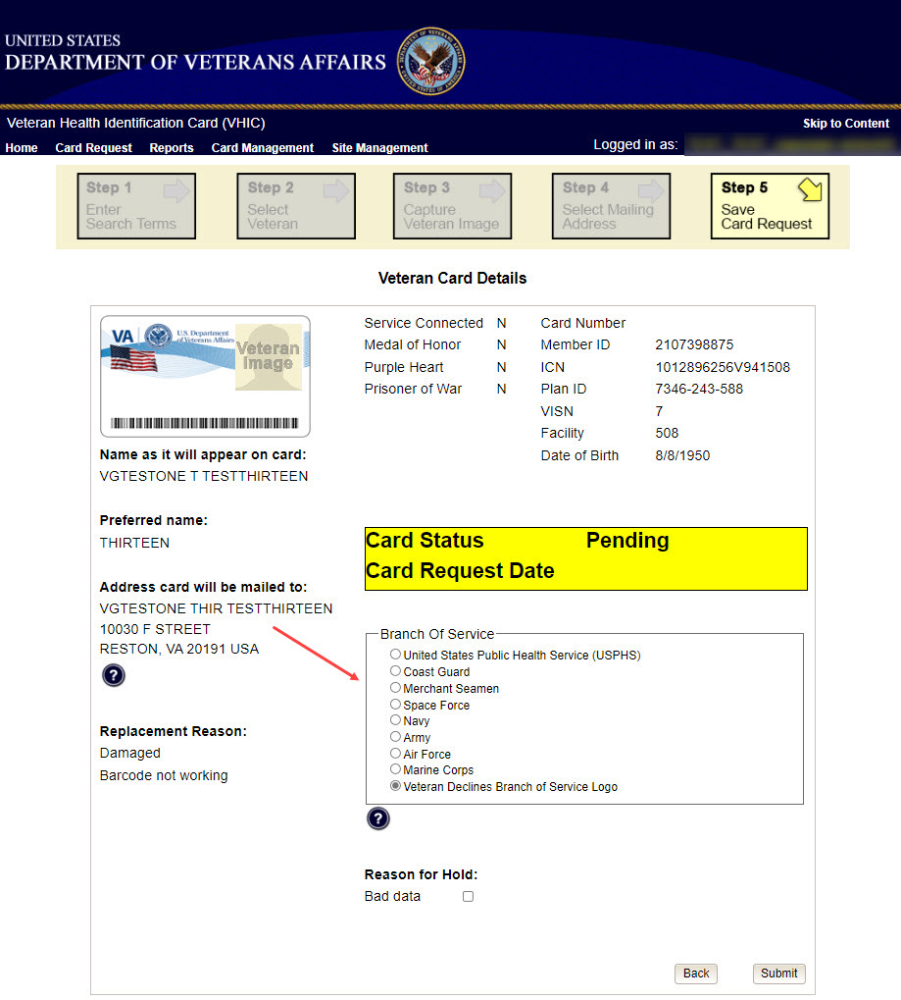 UNITED STATES
DEPARTMENT OF VETERANS AFFAIRS
Veteran Health Identification Card (VHIC)
Skip to Content
Home Card Request Reports Card Management Site Management
Logged in as:
Step 1
Enter
Search Terms
Step 2
Select
Veteran
Step 3
Capture
Veteran Image
Step 4
Select Mailing
Address
Step 5
Save
Card Request
Veteran Card Details
VA
U.S. Department
of Veterans Affairs
Veteran
Image
Name as it will appear on card:
VGTESTONE T TESTTHIRTEEN
Preferred name:
THIRTEEN
Address card will be mailed to:
VGTESTONE THIR TESTTHIRTEEN
10030 F STREET
RESTON, VA 20191 USA
?
Replacement Reason:
Damaged
Barcode not working
Service Connected N
Medal of Honor N
Purple Heart N
Prisoner of War N
Card Number
Member ID 2107398875
ICN 1012896256V941508
Plan ID 7346-243-588
VISN 7
Facility 508
Date of Birth 8/8/1950
Card Status Pending
Card Request Date
Branch Of Service
United States Public Health Service (USPHS)
Coast Guard
Merchant Seamen
Space Force
Navy
Army
Air Force
Marine Corps
Veteran Declines Branch of Service Logo
?
Reason for Hold:
Bad data
Back Submit